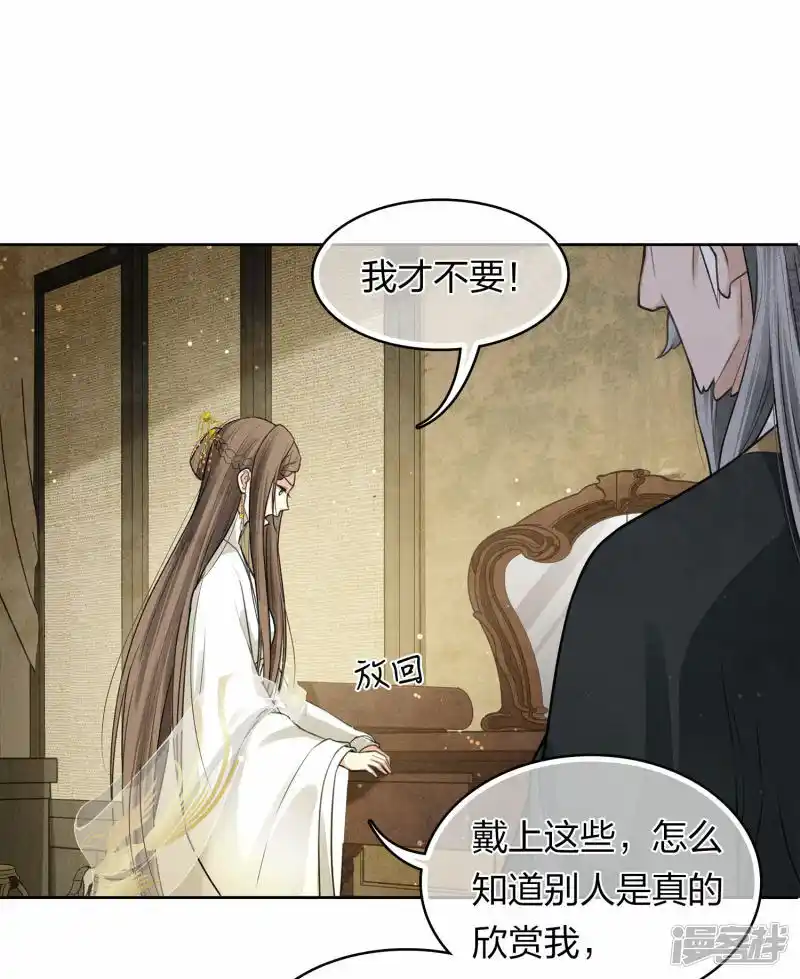 我才不要！
放回
戴上这些，怎么
知道别人是真的
欣赏我，
漫客栈